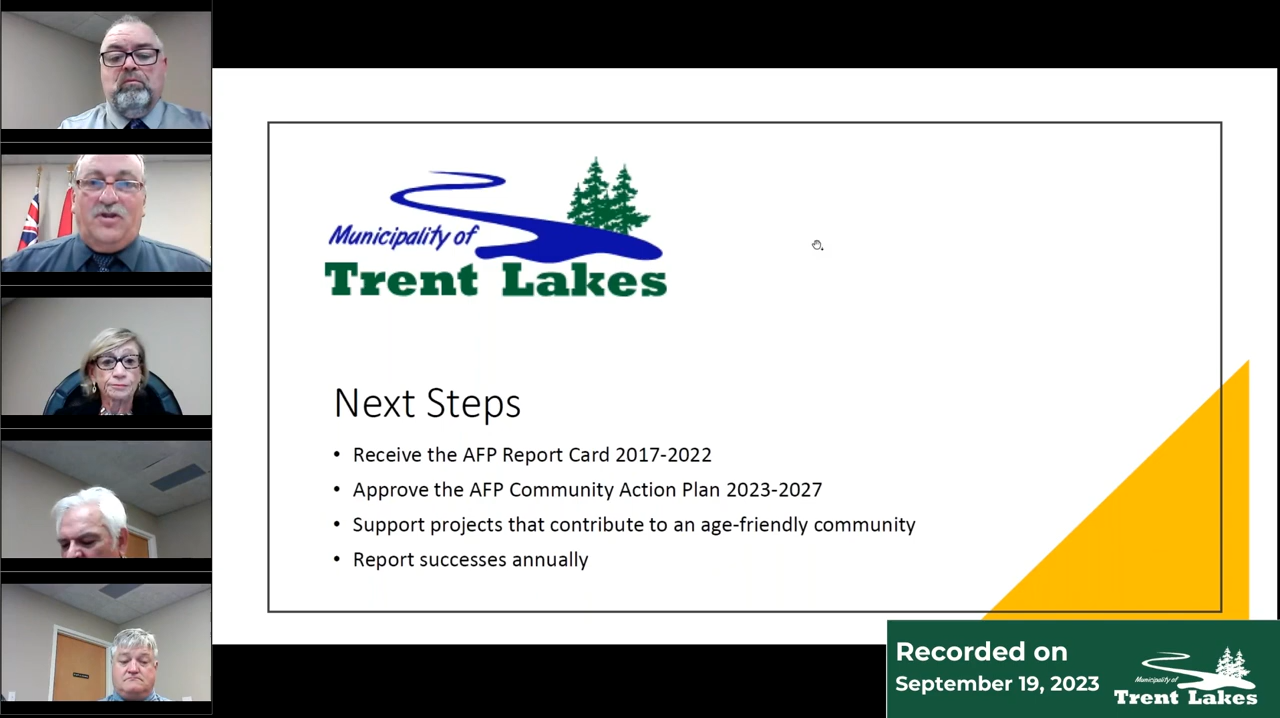 Municipality of
Trent Lakes
Next Steps
• Receive the AFP Report Card 2017-2022
• Approve the AFP Community Action Plan 2023-2027
• Support projects that contribute to an age-friendly community
• Report successes annually
Recorded on
September 19, 2023
Municipality of
Trent Lakes